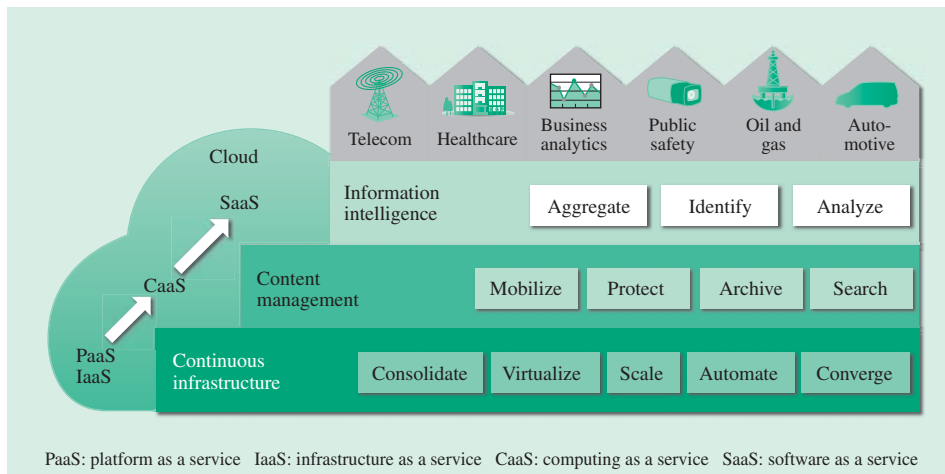 Telecom
Healthcare
Business
analytics
Public
safety
Oil and
gas
Auto-
motive
Cloud
SaaS
CaaS
PaaS
IaaS
Information
intelligence
Aggregate
Identify
Analyze
Content
management
Mobilize
Protect
Archive
Search
Continuous
infrastructure
Consolidate
Virtualize
Scale
Automate
Converge
PaaS: platform as a service IaaS: infrastructure as a service CaaS: computing as a service SaaS: software as a service